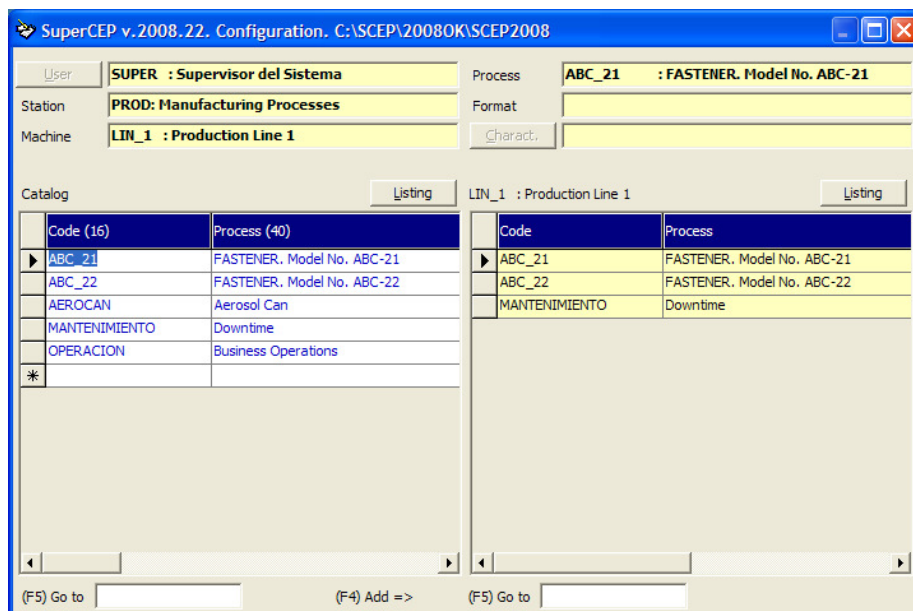 SuperCEP v.2008.22. Configuration. C:\SCEP\2008OK\SCEP2008
User SUPER : Supervisor del Sistema Process ABC_21 : FASTENER. Model No. ABC-21
Station PROD: Manufacturing Processes Format
Machine LIN_1 : Production Line 1 Charact.
Catalog Listing LIN_1 : Production Line 1 Listing
Code (16) Process (40) Code Process
ABC_21 FASTENER. Model No. ABC-21 ABC_21 FASTENER. Model No. ABC-21
ABC_22 FASTENER. Model No. ABC-22 ABC_22 FASTENER. Model No. ABC-22
AEROCAN Aerosol Can MANTENIMIENTO Downtime
MANTENIMIENTO Downtime
OPERACION Business Operations
(F5) Go to (F4) Add => (F5) Go to